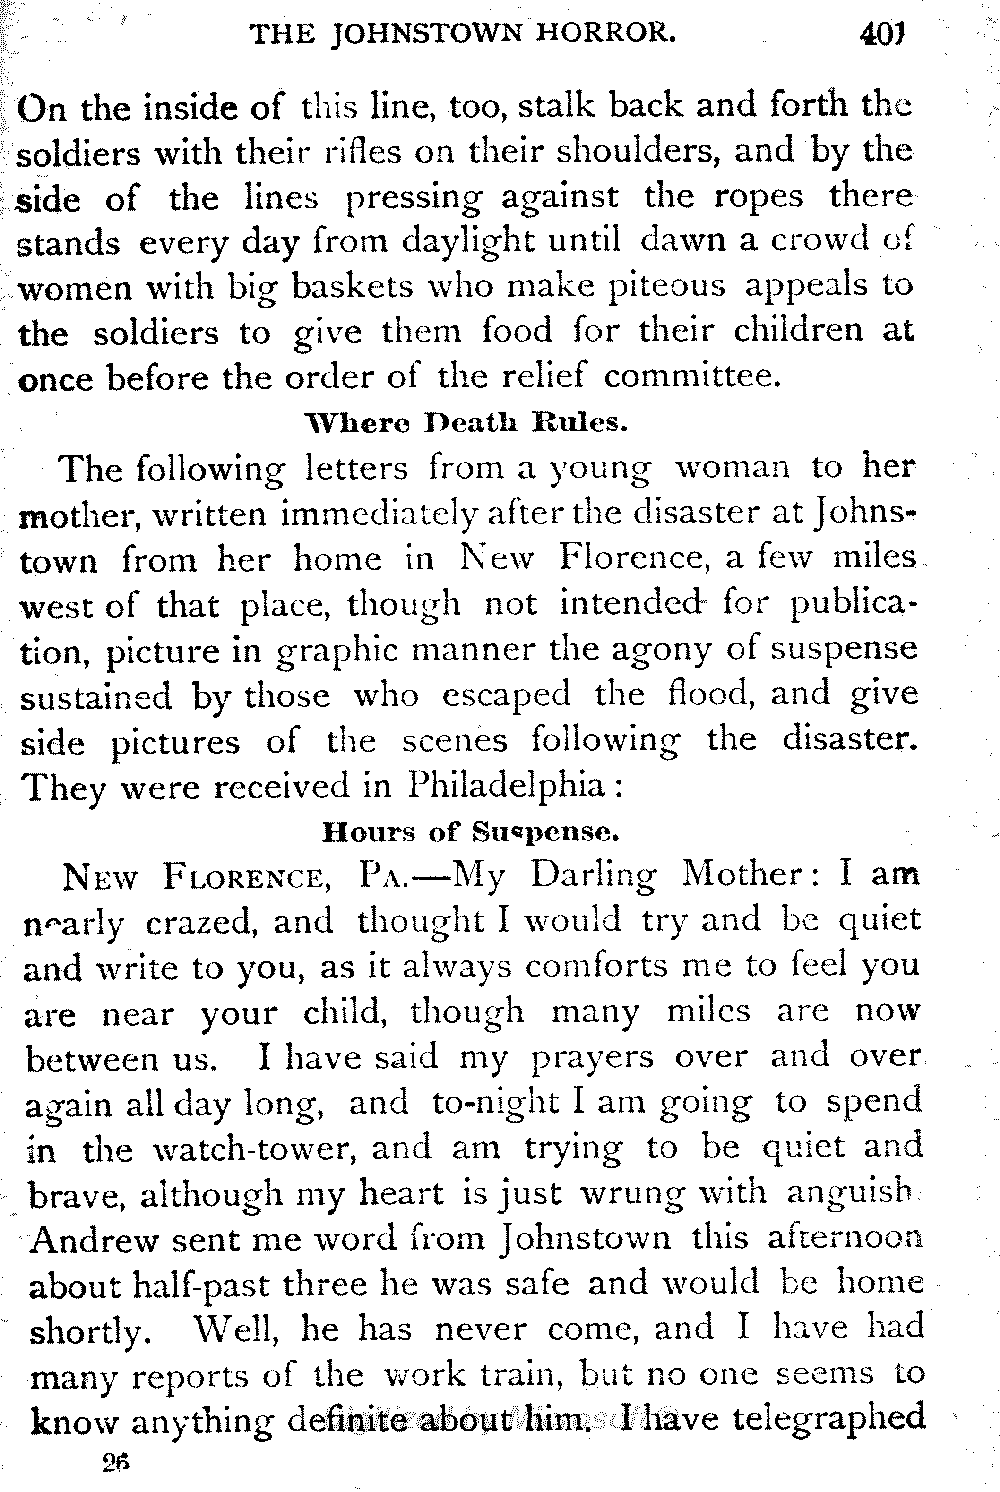 THE JOHNSTOWN HORROR. 401
On the inside of this line, too, stalk back and forth the
soldiers with their rifles on their shoulders, and by the
side of the lines pressing against the ropes there
stands every day from daylight until dawn a crowd of
women with big baskets who make piteous appeals to
the soldiers to give them food for their children at
once before the order of the relief committee.
Where Death Rules.
The following letters from a young woman to her
mother, written immediately after the disaster at Johns-
town from her home in New Florence, a few miles
west of that place, though not intended for publica-
tion, picture in graphic manner the agony of suspense
sustained by those who escaped the flood, and give
side pictures of the scenes following the disaster.
They were received in Philadelphia :
Hours of Suspense.
NEW FLORENCE, PA.—My Darling Mother: I am
nearly crazed, and thought I would try and be quiet
and write to you, as it always comforts me to feel you
are near your child, though many miles are now
between us. I have said my prayers over and over
again all day long, and to-night I am going to spend
in the watch-tower, and am trying to be quiet and
brave, although my heart is just wrung with anguish
Andrew sent me word from Johnstown this afternoon
about half-past three he was safe and would be home
shortly. Well, he has never come, and I have had
many reports of the work train, but no one seems to
know anything definite about him. I have telegraphed
26